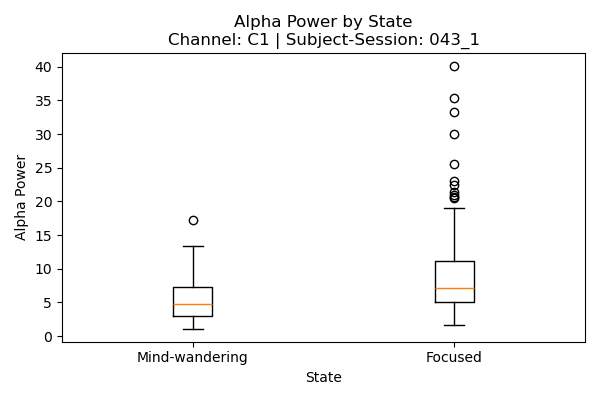 Alpha Power by State
Channel: C1 | Subject-Session: 043_1
40
35
30
25
20
15
10
5
0
Alpha Power
Mind-wandering
Focused
State